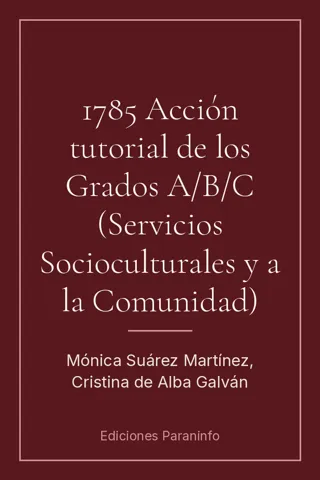 1785 Acción
tutorial de los
Grados A/B/C
(Servicios
Socioculturales y a
la Comunidad)
Mónica Suárez Martínez,
Cristina de Alba Galván
Ediciones Paraninfo